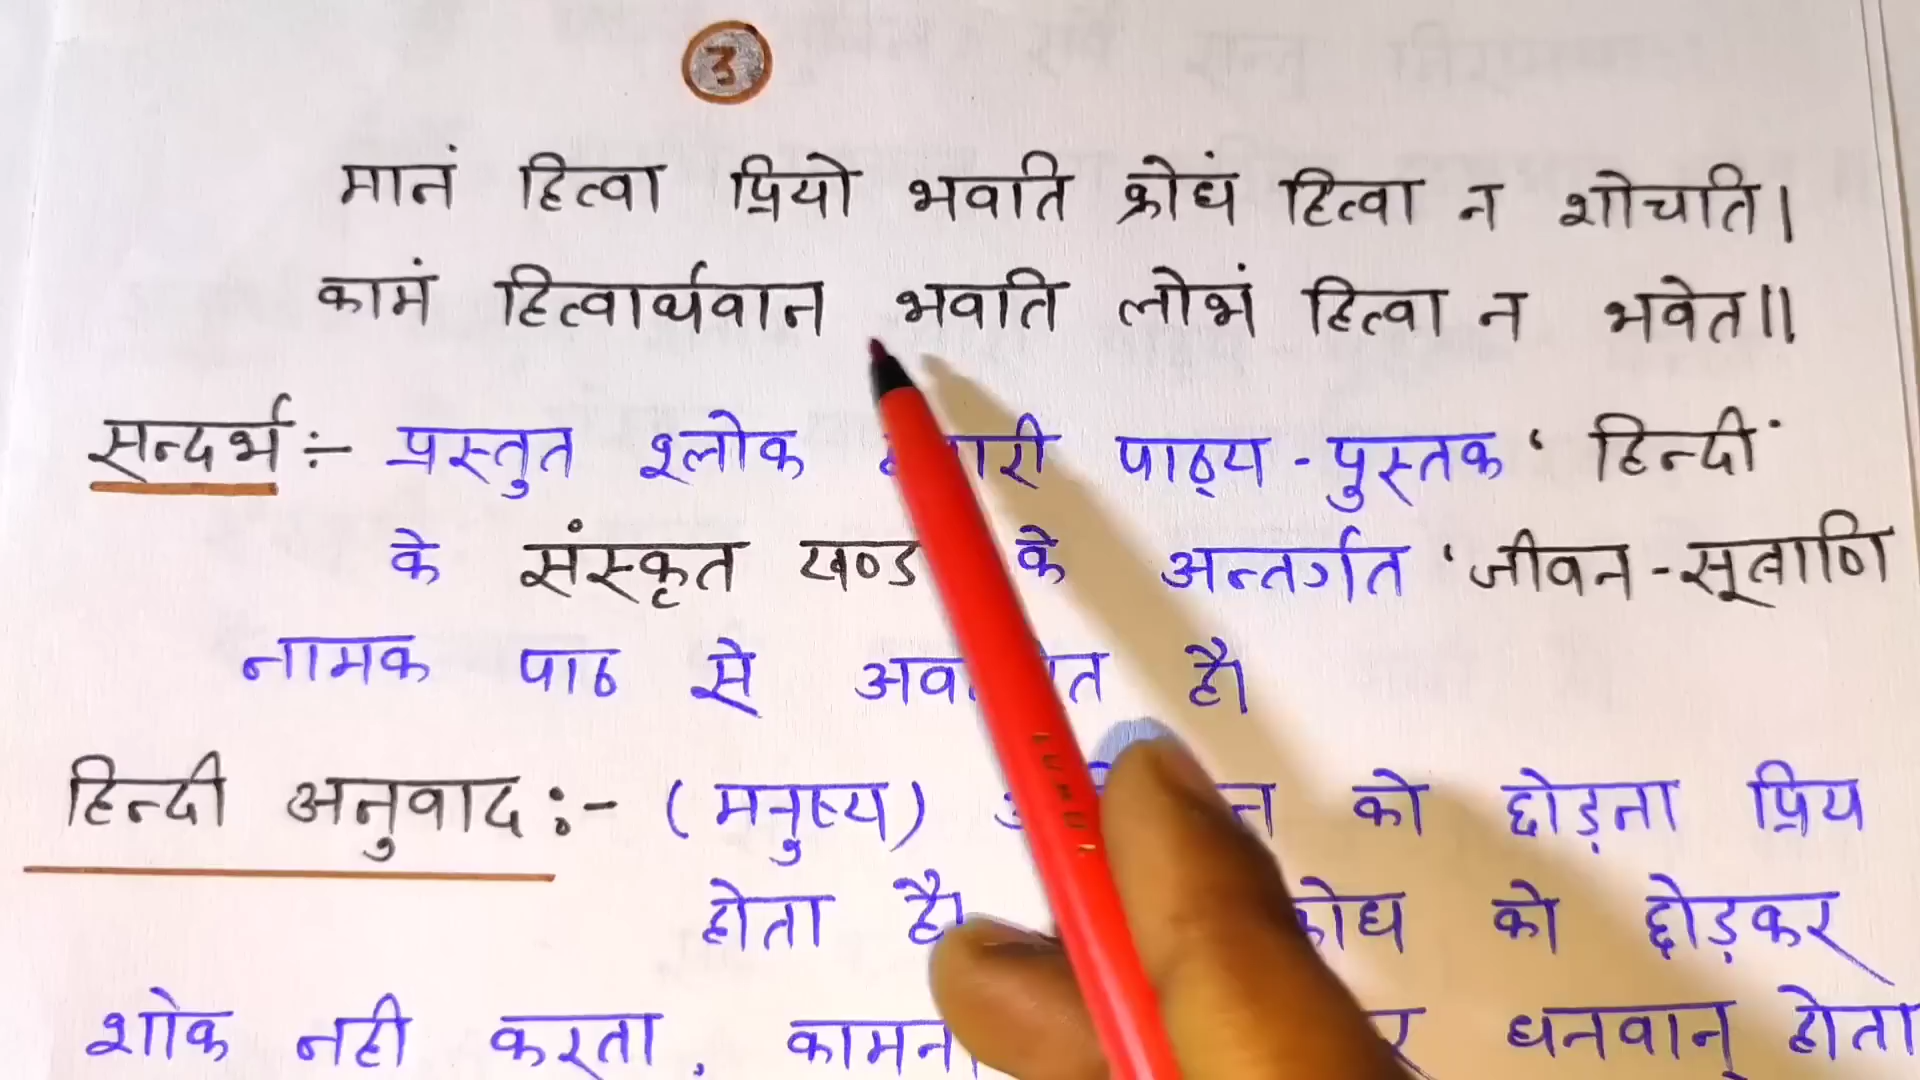 3
मानं हित्वा प्रियो भवति क्रोधं हित्वा न शोचति।
कामं हित्वार्थवान भवति लोभं हित्वा न भवेत॥
सन्दर्भ :- प्रस्तुत श्लोक पाठ्य-पुस्तक ' हिन्दी '
के संस्कृत खण्ड के अन्तर्गत 'जीवन-सूत्राणि
नामक पाठ से है।
हिन्दी अनुवाद :- (मनुष्य) को छोड़ता प्रिय
होता है। को छोड़कर
शोक नही करता, धनवान् होता